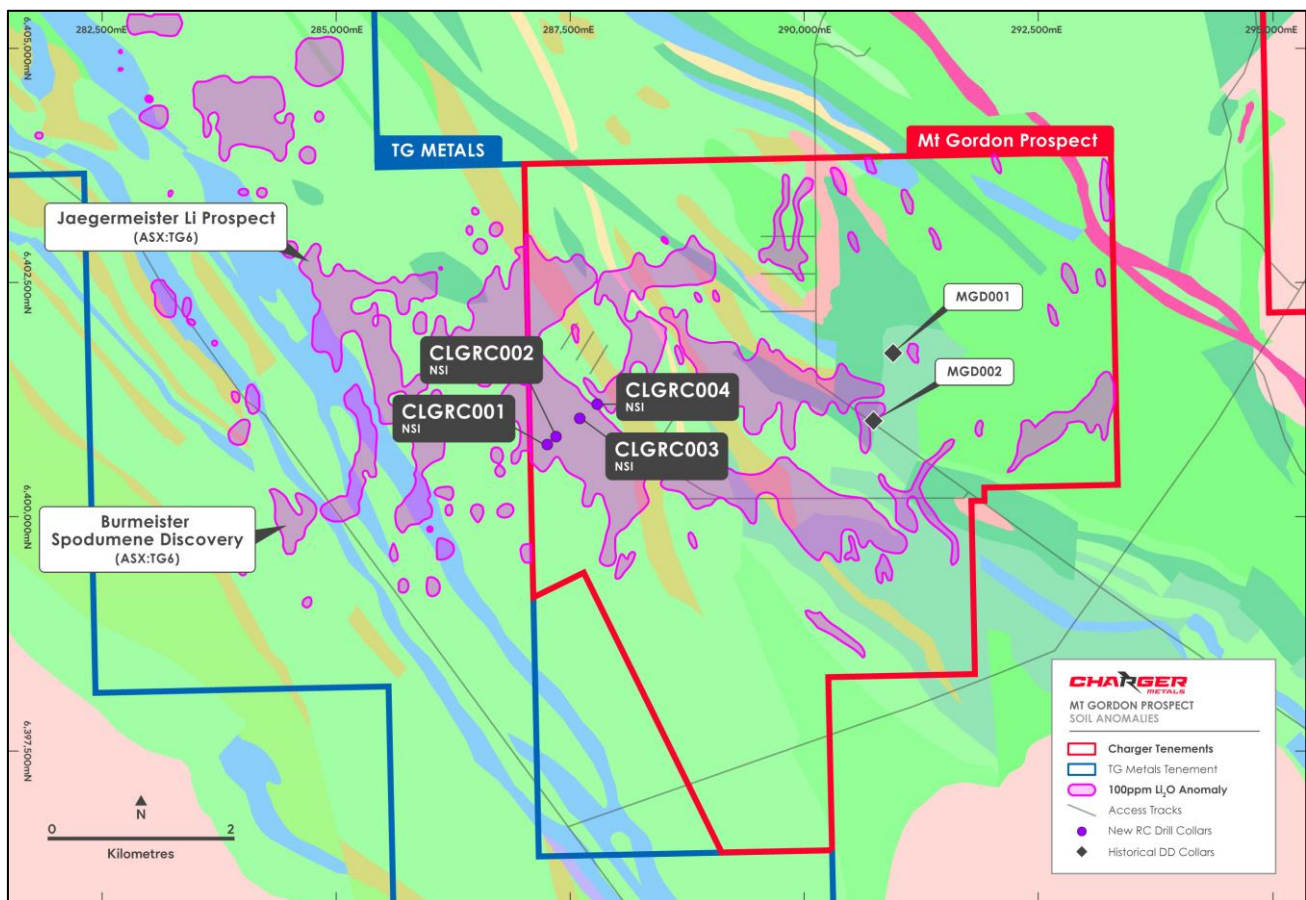 282,500mE
285,000mE
287,500mE
290,000mE
292,500mE
295,000mE
6,405,000mN
6,402,500mN
6,400,000mN
6,397,500mN
TG METALS
Mt Gordon Prospect
Jaegermeister Li Prospect
(ASX:TG6)
MGD001
CLGRC002
NSI
MGD002
CLGRC004
NSI
CLGRC001
NSI
CLGRC003
NSI
Burmeister
Spodumene Discovery
(ASX:TG6)
N
0 2
Kilometres
CHARGER
METALS
MT GORDON PROSPECT
SOIL ANOMALIES
Charger Tenements
TG Metals Tenement
100ppm Li₂O Anomaly
Access Tracks
New RC Drill Collars
Historical DD Collars